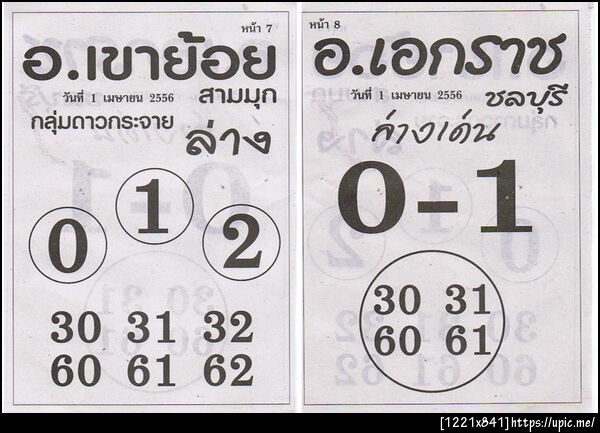 หน้า 7
อ.เขาย้อย
วันที่ 1 เมษายน 2556 สามมุก
กลุ่มดาวกระจาย ล่าง
0 1 2
30 31 32
60 61 62
หน้า 8
อ.เอกราช
วันที่ 1 เมษายน 2556 ชลบุรี
ล่างเด่น
0-1
30 31
60 61
[1221x841]https://upic.me/